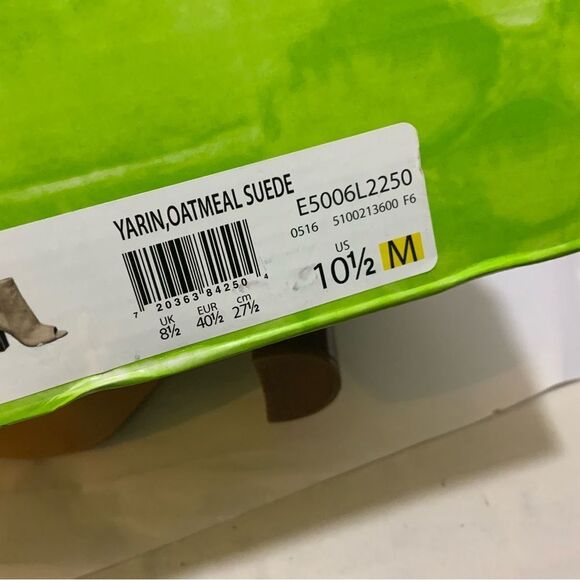 YARIN,OATMEAL SUEDE
E5006L2250
0516 5100213600 F6
7 20363 84250 4
US
10½ M
UK EUR cm
8½ 40½ 27½